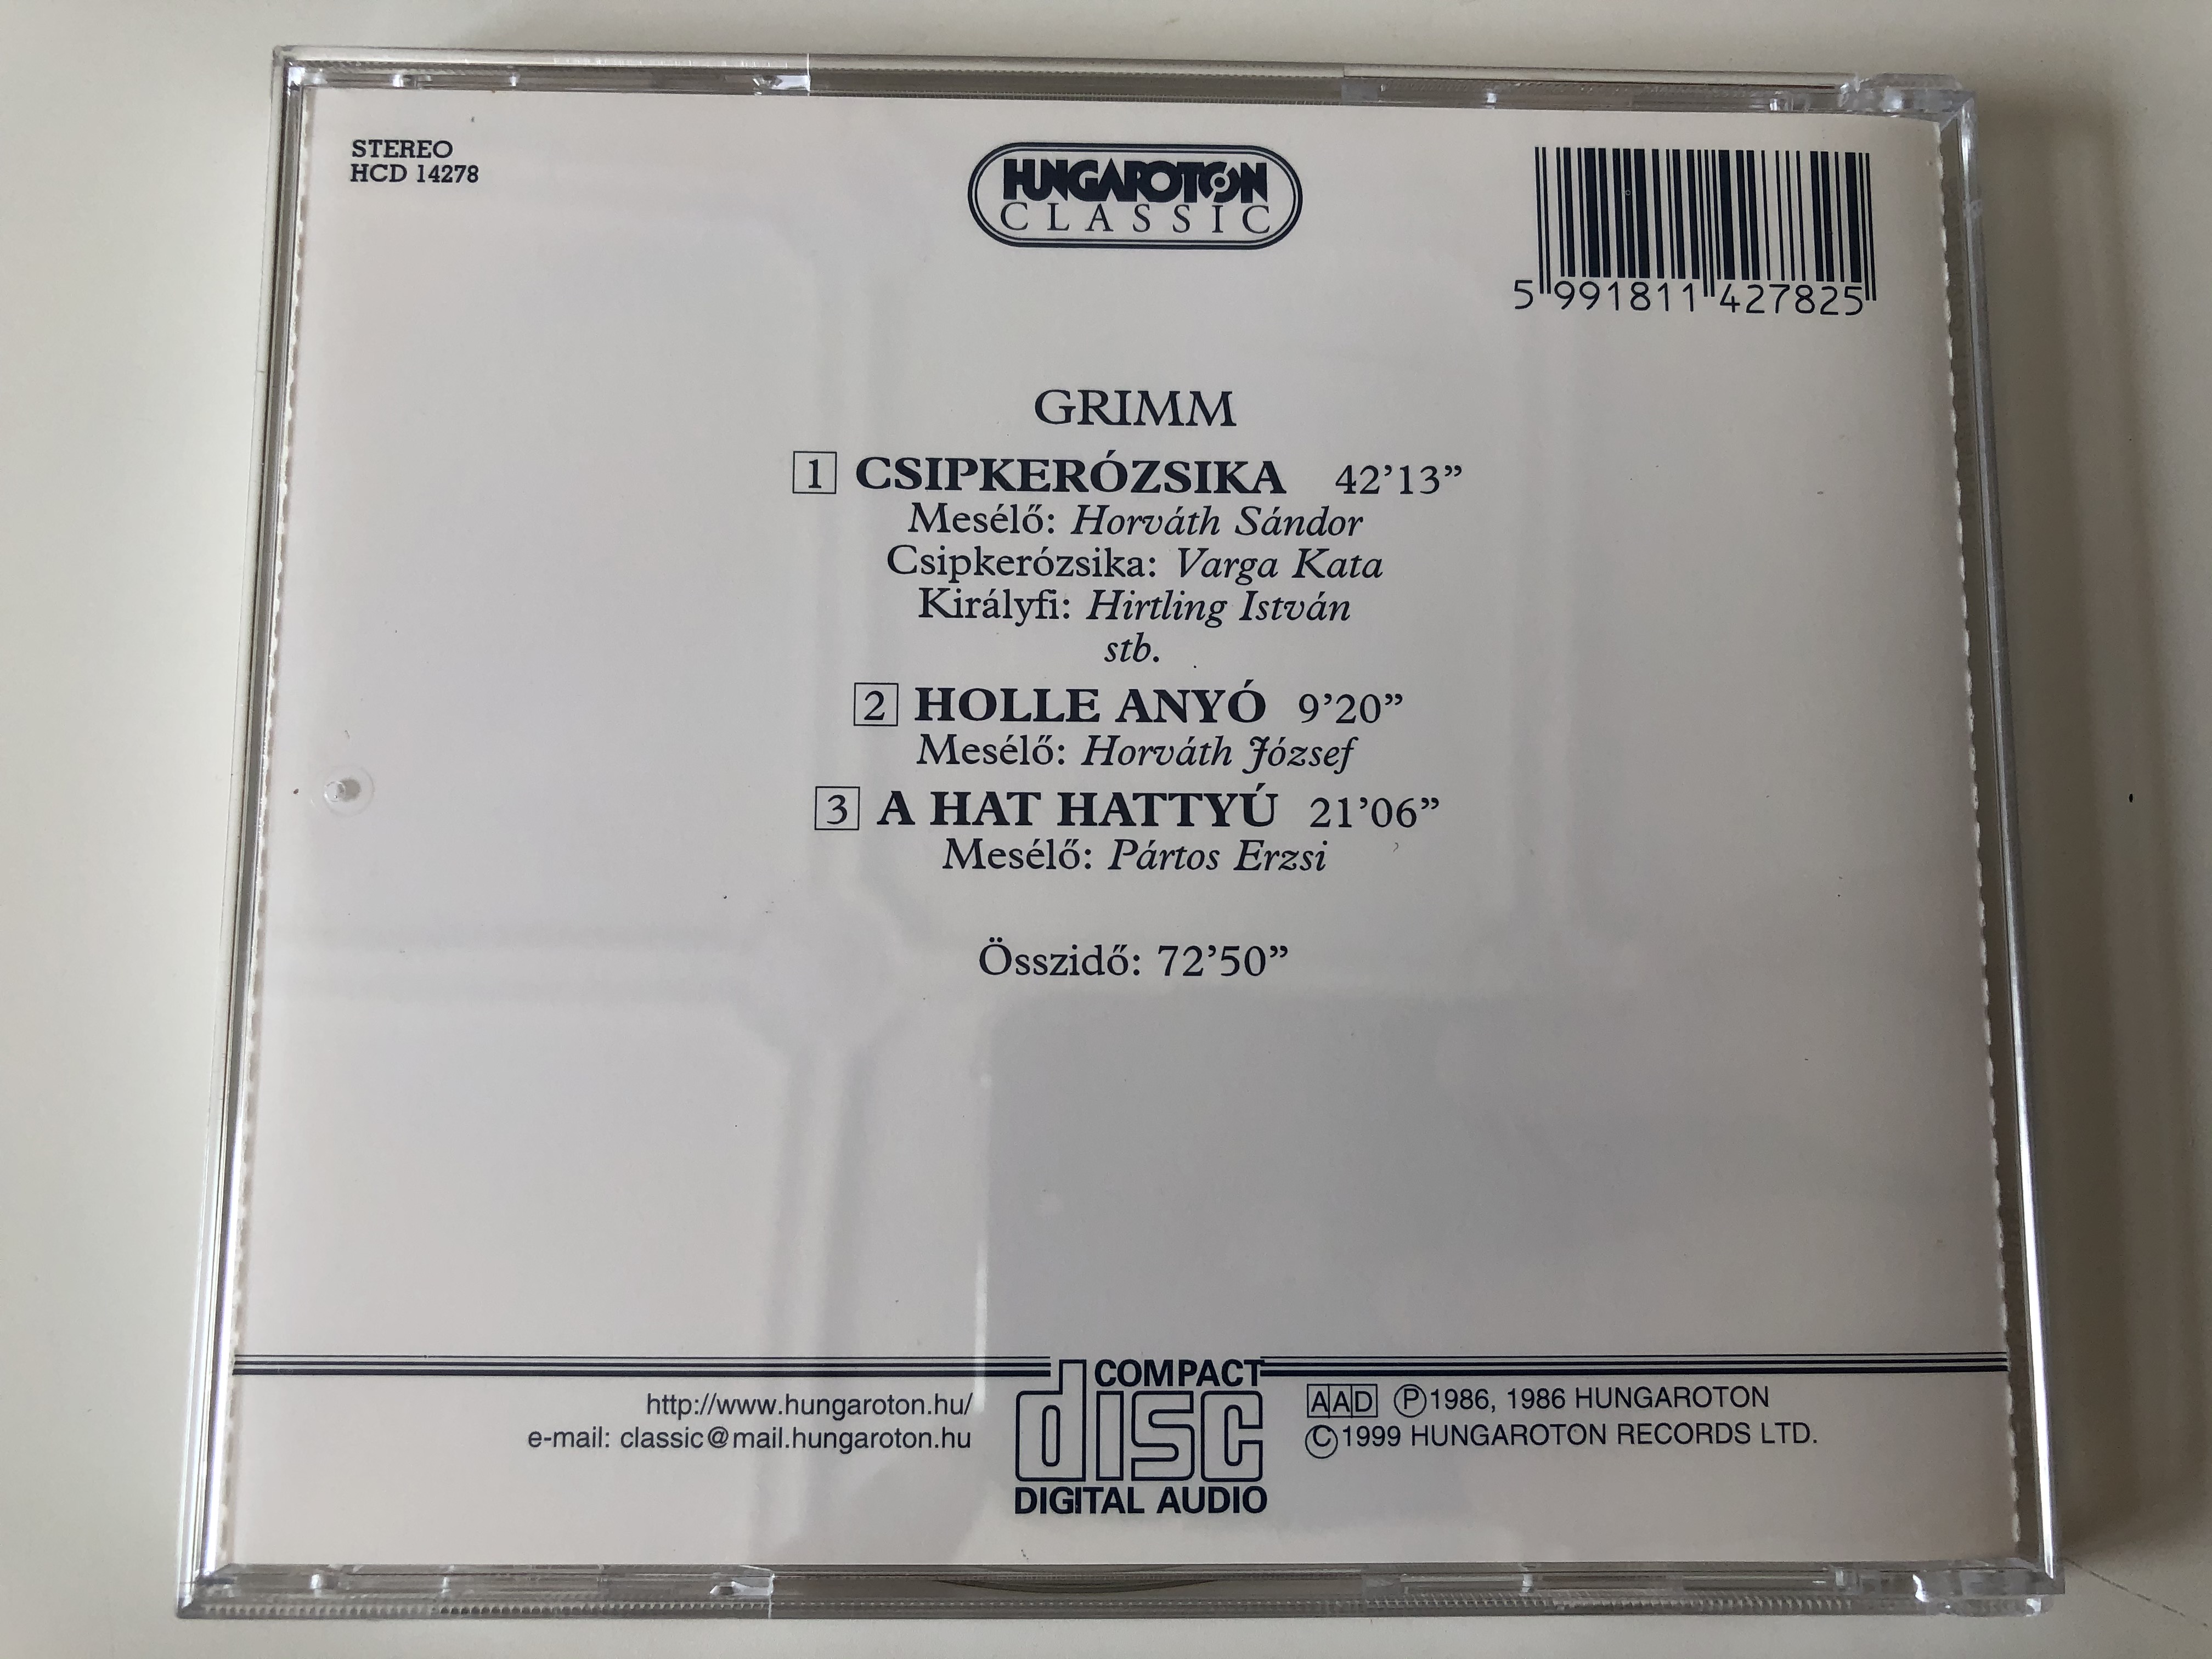 STEREO
HCD 14278
HUNGAROTON
CLASSIC
5 991811 427825
GRIMM
1 CSIPKERÓZSIKA 42’13”
Mesélő: Horváth Sándor
Csipkerózsika: Varga Kata
Királyfi: Hirtling István
stb.
2 HOLLE ANYÓ 9’20”
Mesélő: Horváth József
3 A HAT HATTYÚ 21’06”
Mesélő: Pártos Erzsi
Összidő: 72’50”
http://www.hungaroton.hu/
e-mail: classic@mail.hungaroton.hu
COMPACT
disc
DIGITAL AUDIO
AAD Ⓟ1986, 1986 HUNGAROTON
©1999 HUNGAROTON RECORDS LTD.